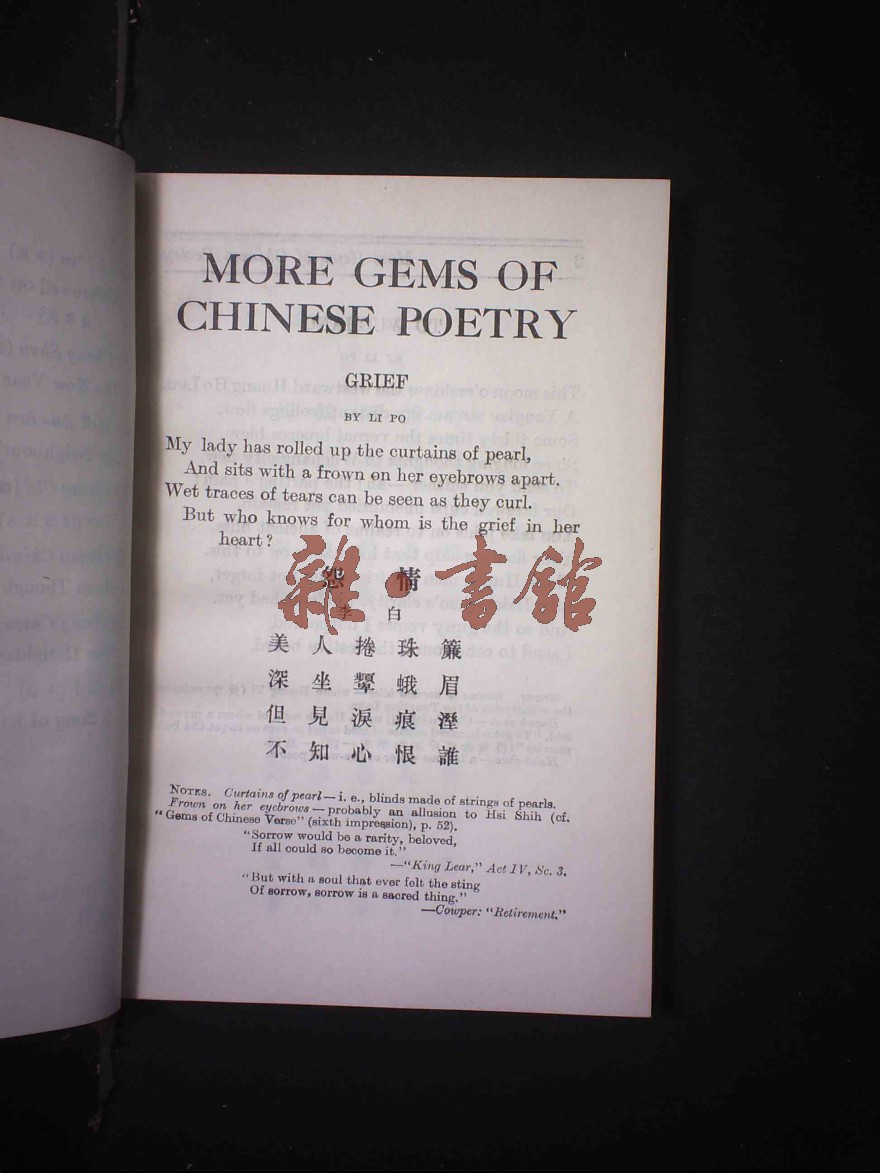 MORE GEMS OF
CHINESE POETRY
GRIEF
BY LI PO
My lady has rolled up the curtains of pearl,
And sits with a frown on her eyebrows apart.
Wet traces of tears can be seen as they curl.
But who knows for whom is the grief in her
heart?
怨 情
李 白
雜·書館
美 人 捲 珠 簾
深 坐 顰 蛾 眉
但 見 淚 痕 溼
不 知 心 恨 誰
NOTES. Curtains of pearl—i. e., blinds made of strings of pearls.
Frown on her eyebrows—probably an allusion to Hsi Shih (cf.
"Gems of Chinese Verse" (sixth impression), p. 52).
"Sorrow would be a rarity, beloved,
If all could so become it."
—"King Lear," Act IV, Sc. 3.
"But with a soul that ever felt the sting
Of sorrow, sorrow is a sacred thing."
—Cowper: "Retirement."